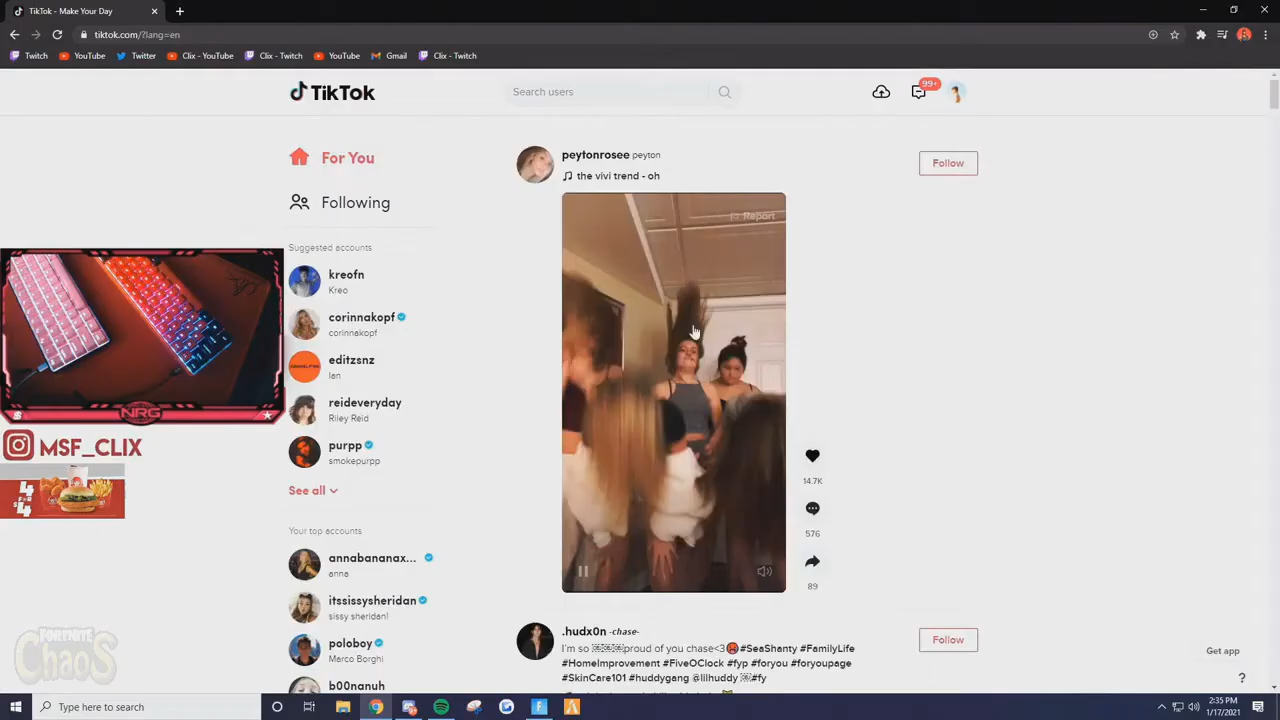 TikTok - Make Your Day
tiktok.com/?lang=en
Twitch
YouTube
Twitter
Clix - YouTube
Clix - Twitch
YouTube
Gmail
Clix - Twitch
TikTok
Search users
99+
For You
Following
Suggested accounts
kreofn
Kreo
corinnakopf
corinnakopf
editzsnz
Ian
reideveryday
Riley Reid
purpp
smokepurpp
See all
Your top accounts
annabananax...
anna
itssissysheridan
sissy sheridan!
poloboy
Marco Borghi
b00nanuh
peytonrosee peyton
the vivi trend - oh
Follow
Report
14.7K
576
89
.hudx0n -chase-
I'm so proud of you chase<3 #SeaShanty #FamilyLife
#HomeImprovement #FiveOClock #fyp #foryou #foryoupage
#SkinCare101 #huddygang @lilhuddy #fy
Follow
Get app
?
NRG
MSF_CLIX
4
FOR
$4
FORTNITE
CHAOS
Type here to search
2:35 PM
1/17/2021